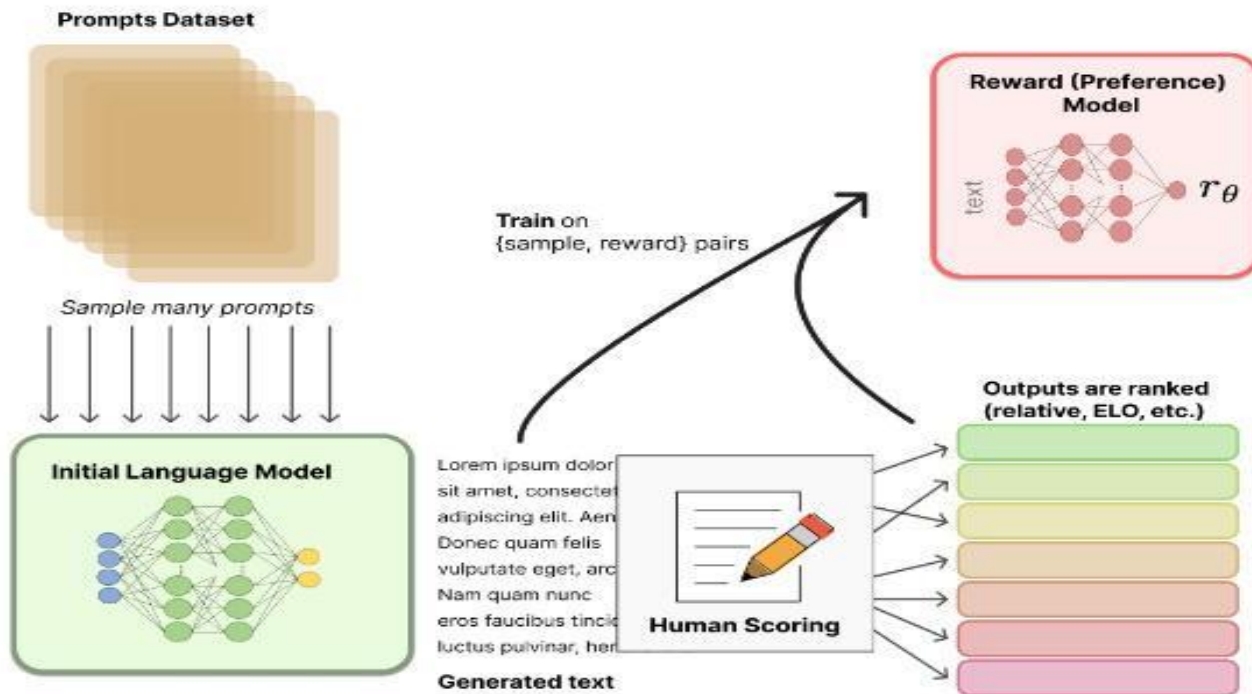 Prompts Dataset
Sample many prompts
Initial Language Model
Train on
{sample, reward} pairs
Reward (Preference)
Model
text
r_θ
Lorem ipsum dolor
sit amet, consectet
adipiscing elit. Aen
Donec quam felis
vulputate eget, arc
Nam quam nunc
eros faucibus tincid
luctus pulvinar, her
Generated text
Human Scoring
Outputs are ranked
(relative, ELO, etc.)